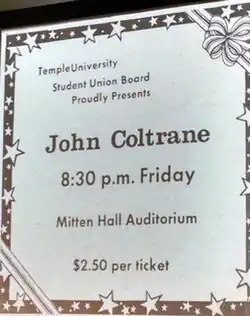 TempleUniversity
Student Union Board
Proudly Presents
John Coltrane
8:30 p.m. Friday
Mitten Hall Auditorium
$2.50 per ticket